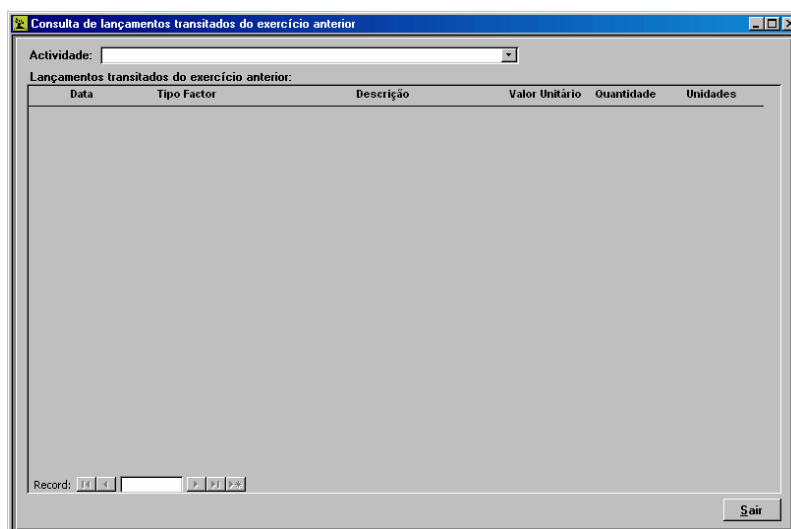 Consulta de lançamentos transitados do exercício anterior
Actividade:
Lançamentos transitados do exercício anterior:
Data Tipo Factor Descrição Valor Unitário Quantidade Unidades
Record:
Sair